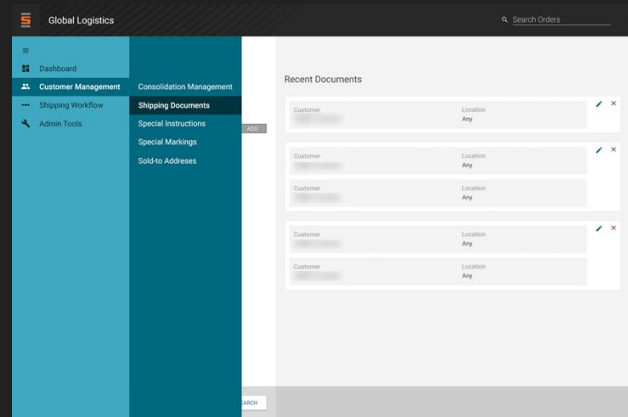 Global Logistics
Search Orders
Dashboard
Customer Management
Shipping Workflow
Admin Tools
Consolidation Management
Shipping Documents
Special Instructions
Special Markings
Sold-to Addreses
ADD
EARCH
Recent Documents
Customer Location
Any
Customer Location
Any
Customer Location
Any
Customer Location
Any
Customer Location
Any